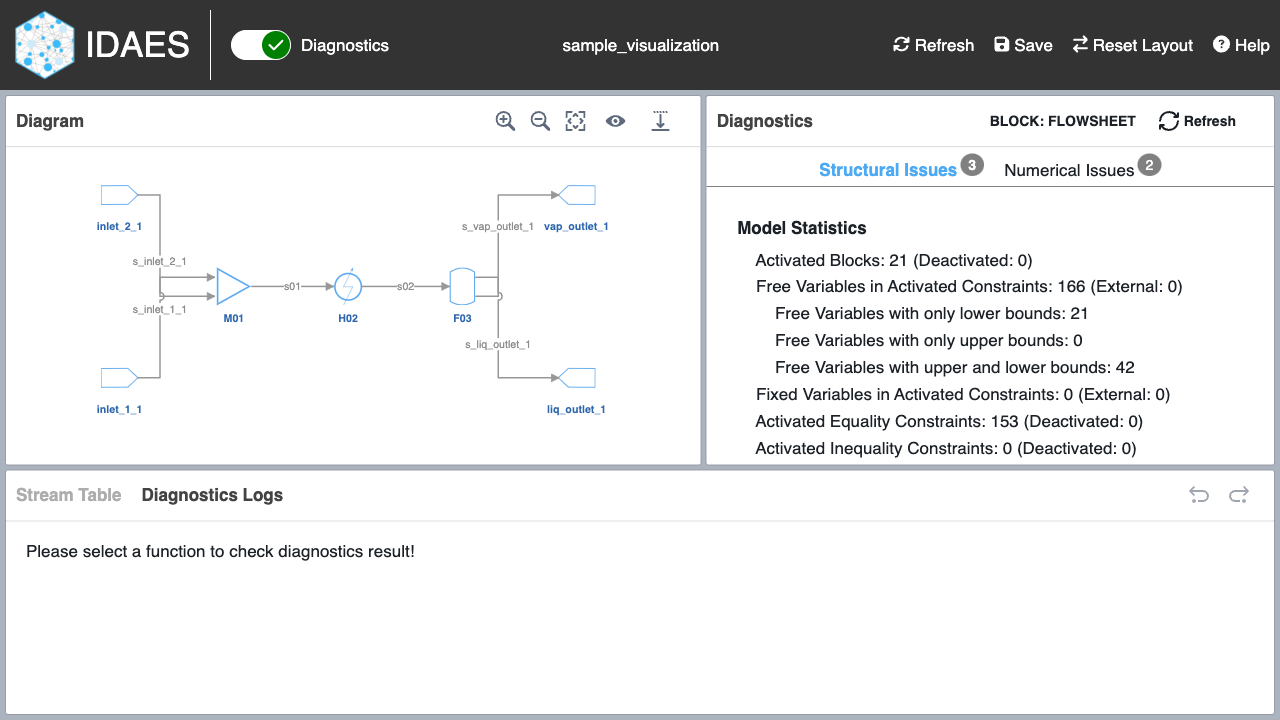 IDAES
Diagnostics
sample_visualization
Refresh
Save
Reset Layout
Help
Diagram
inlet_2_1
s_inlet_2_1
s_inlet_1_1
inlet_1_1
M01
s01
H02
s02
F03
s_vap_outlet_1
vap_outlet_1
s_liq_outlet_1
liq_outlet_1
Diagnostics
BLOCK: FLOWSHEET
Refresh
Structural Issues 3
Numerical Issues 2
Model Statistics
Activated Blocks: 21 (Deactivated: 0)
Free Variables in Activated Constraints: 166 (External: 0)
Free Variables with only lower bounds: 21
Free Variables with only upper bounds: 0
Free Variables with upper and lower bounds: 42
Fixed Variables in Activated Constraints: 0 (External: 0)
Activated Equality Constraints: 153 (Deactivated: 0)
Activated Inequality Constraints: 0 (Deactivated: 0)
Stream Table
Diagnostics Logs
Please select a function to check diagnostics result!